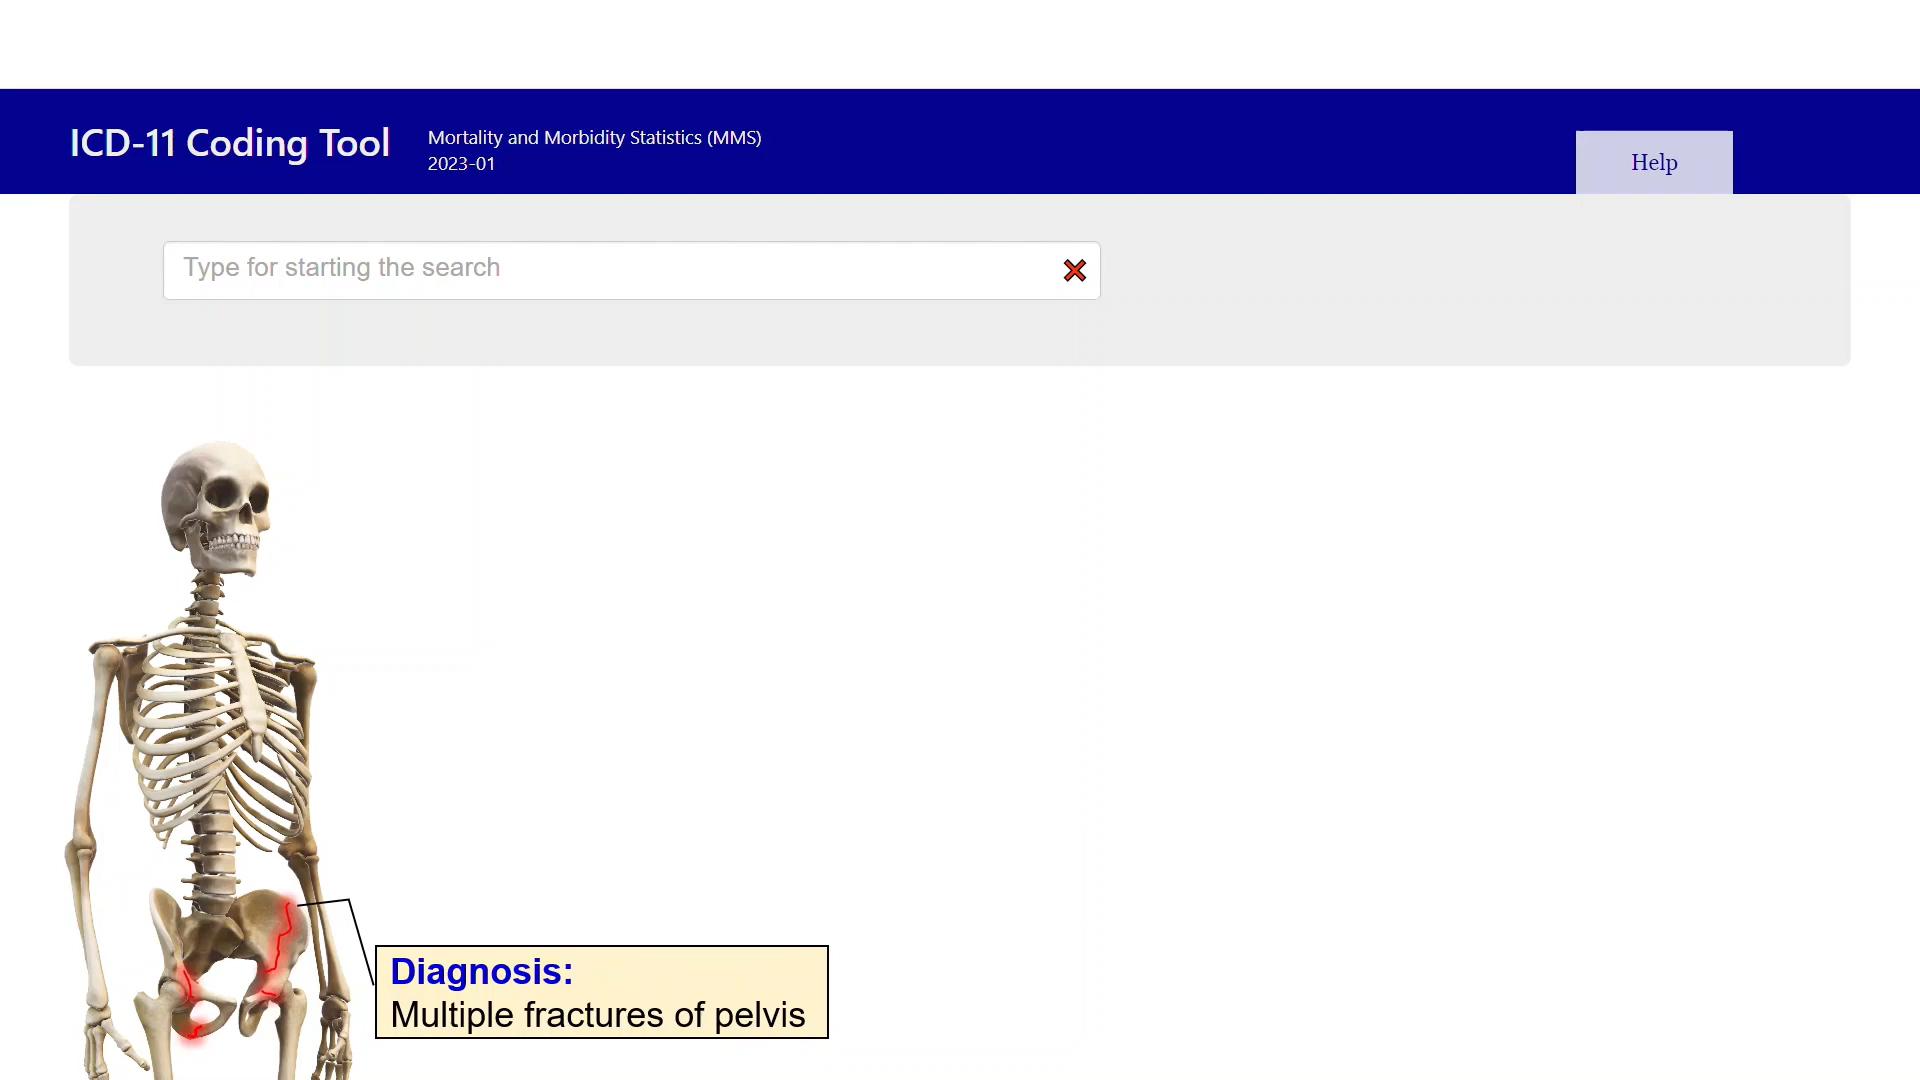 ICD-11 Coding Tool
Mortality and Morbidity Statistics (MMS)
2023-01
Help
Type for starting the search
Diagnosis:
Multiple fractures of pelvis